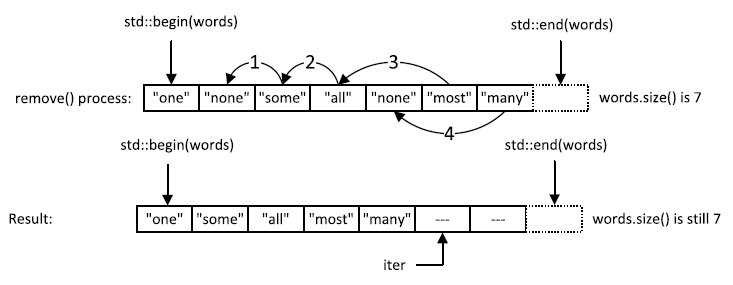 std::begin(words)
std::end(words)
1 2 3
remove() process: "one" "none" "some" "all" "none" "most" "many" words.size() is 7
4
std::begin(words)
std::end(words)
Result: "one" "some" "all" "most" "many" --- --- words.size() is still 7
iter